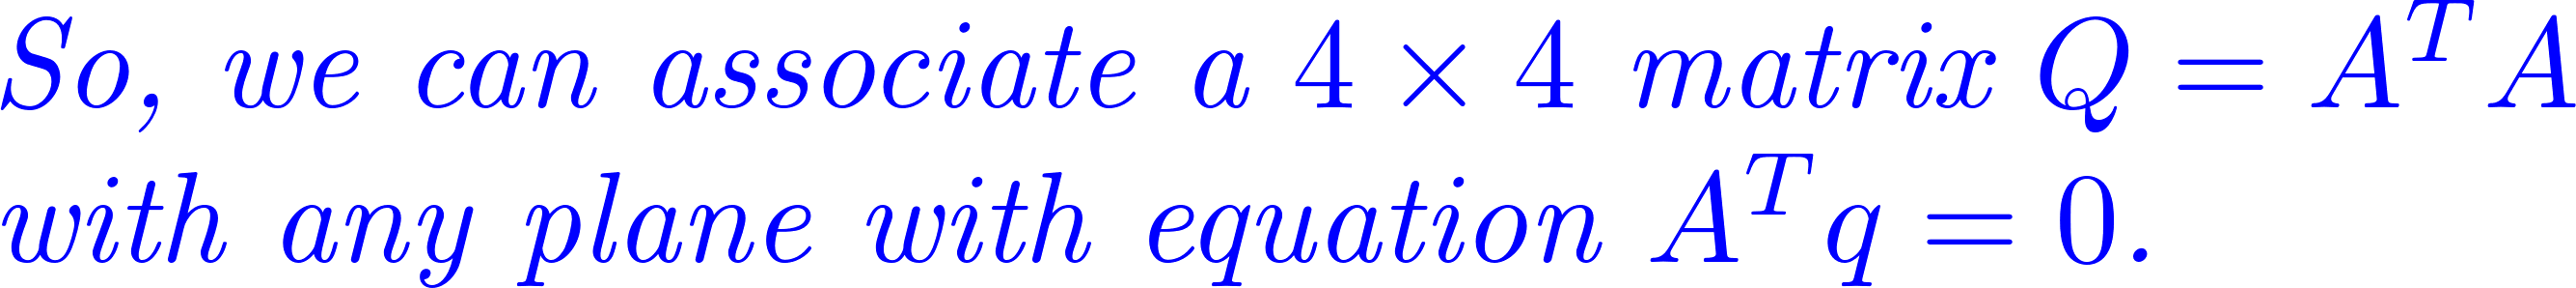 So, we can associate a 4 × 4 matrix Q = A^T A
with any plane with equation A^T q = 0.